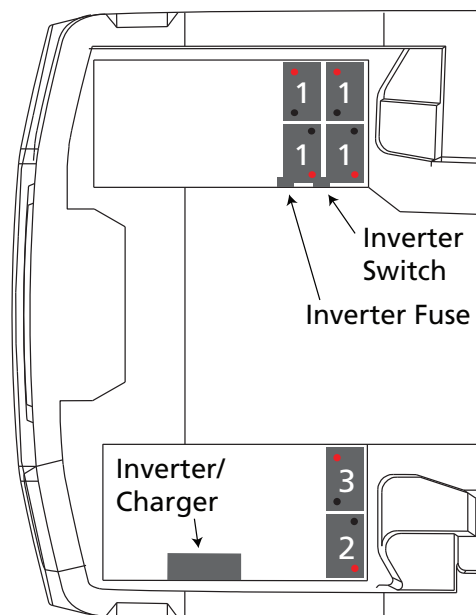 1 1
1 1
Inverter
Switch
Inverter Fuse
Inverter/
Charger
3
2